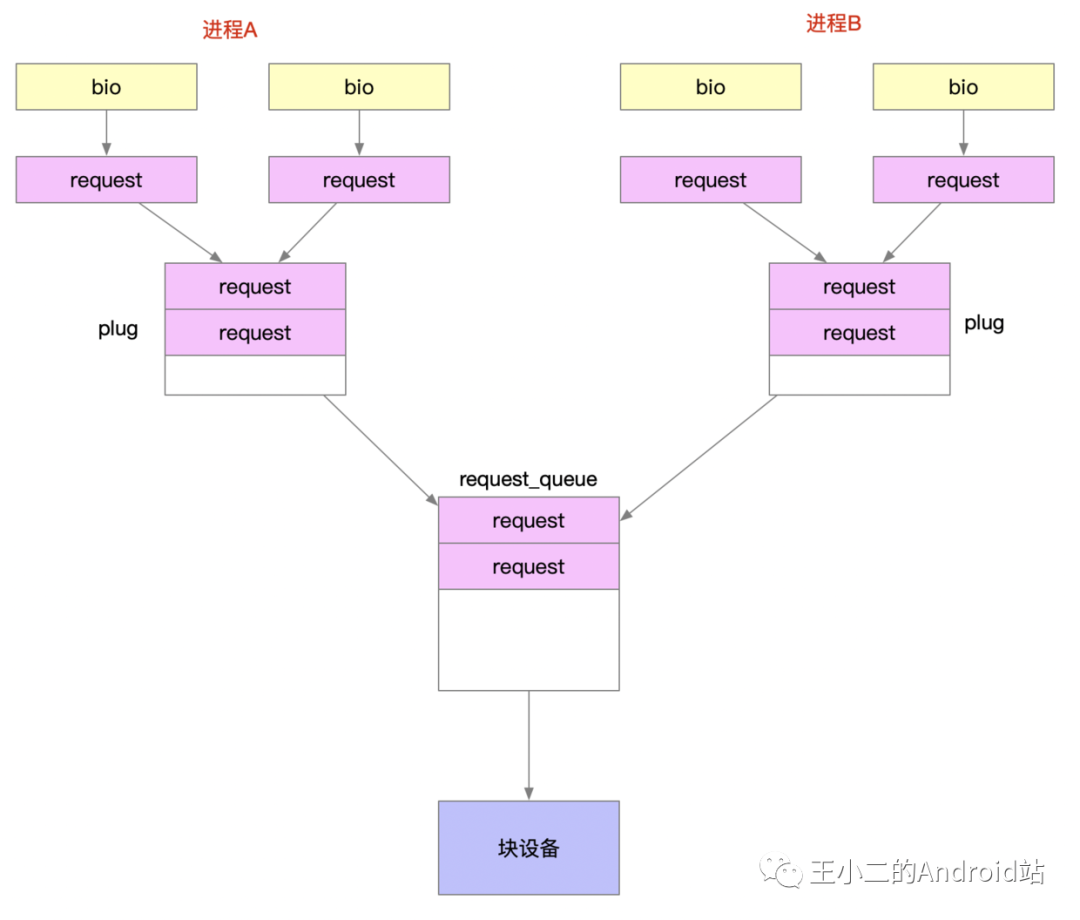 进程A
进程B
bio
bio
bio
bio
request
request
request
request
request
request
plug
request
request
plug
request_queue
request
request
块设备
王小二的Android站